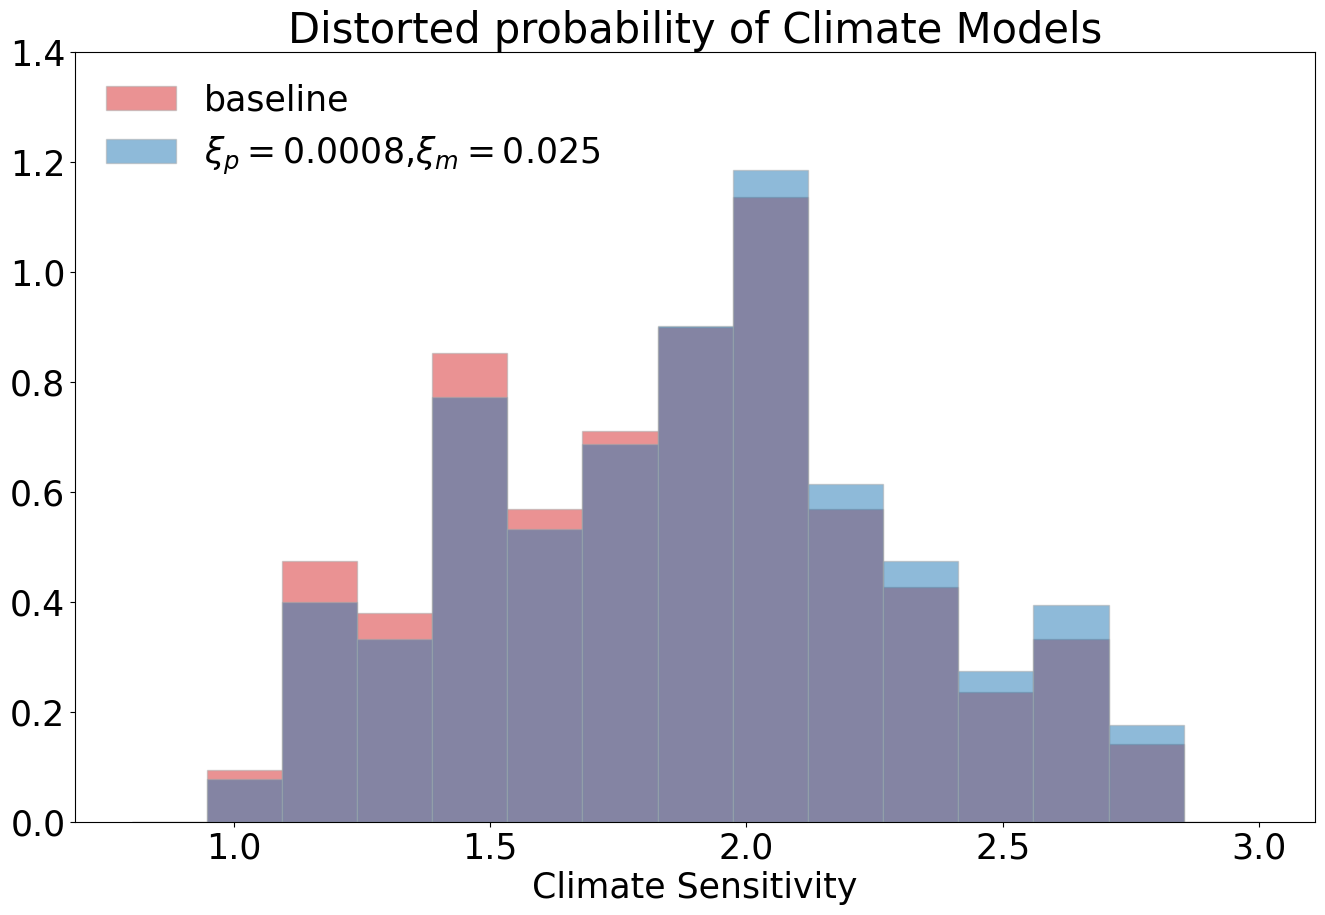 Distorted probability of Climate Models
1.4
1.2
1.0
0.8
0.6
0.4
0.2
0.0
baseline
ξ_p = 0.0008,ξ_m = 0.025
1.0 1.5 2.0 2.5 3.0
Climate Sensitivity